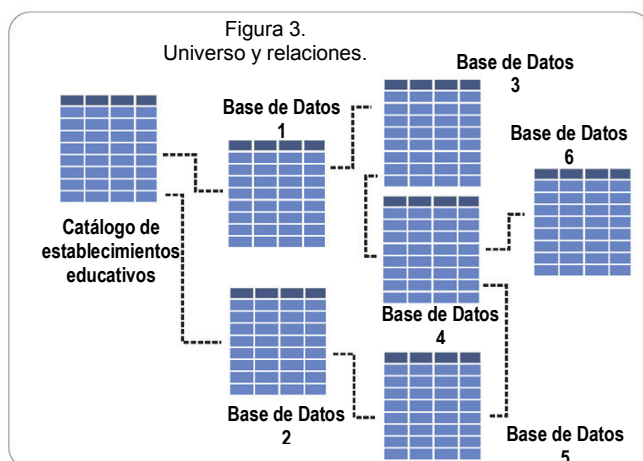 Figura 3.
Universo y relaciones.
Base de Datos
3
Base de Datos
1
Base de Datos
6
Catálogo de
establecimientos
educativos
Base de Datos
4
Base de Datos
2
Base de Datos
5